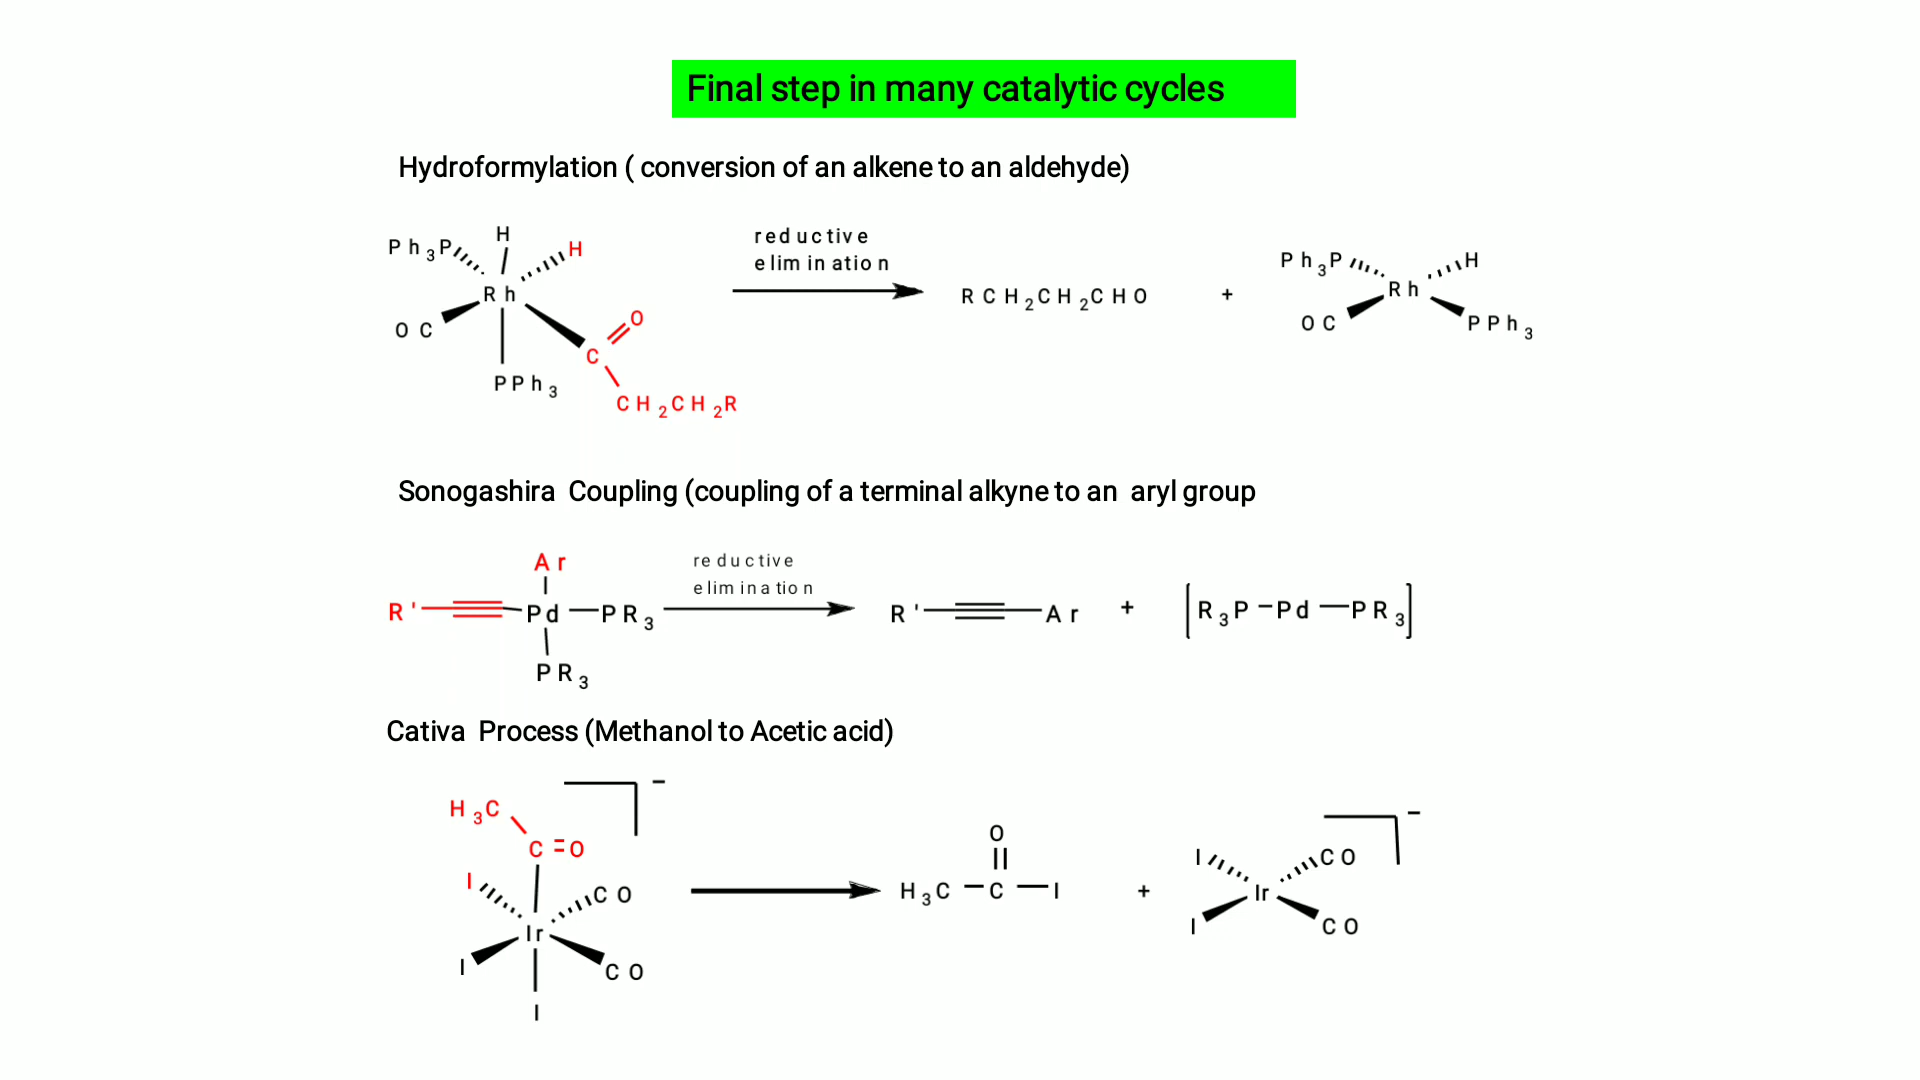 Final step in many catalytic cycles
Hydroformylation ( conversion of an alkene to an aldehyde)
Ph3P H H
Rh
OC O
C
PPh3
CH2CH2R
reductive
elimination
RCH2CH2CHO +
Ph3P H
Rh
OC PPh3
Sonogashira Coupling (coupling of a terminal alkyne to an aryl group
Ar
R' Pd PR3
PR3
reductive
elimination
R' Ar + [R3P-Pd-PR3]
Cativa Process (Methanol to Acetic acid)
H3C
C=O
I CO
Ir
I CO
I
-
O
H3C-C-I +
I CO
Ir
I CO
-